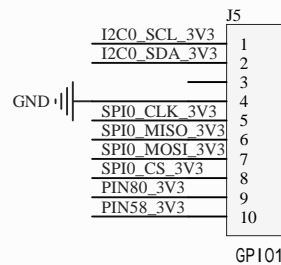 J5
I2C0_SCL_3V3 1
I2C0_SDA_3V3 2
3
GND 4
SPI0_CLK_3V3 5
SPI0_MISO_3V3 6
SPI0_MOSI_3V3 7
SPI0_CS_3V3 8
PIN80_3V3 9
PIN58_3V3 10
GPIO1